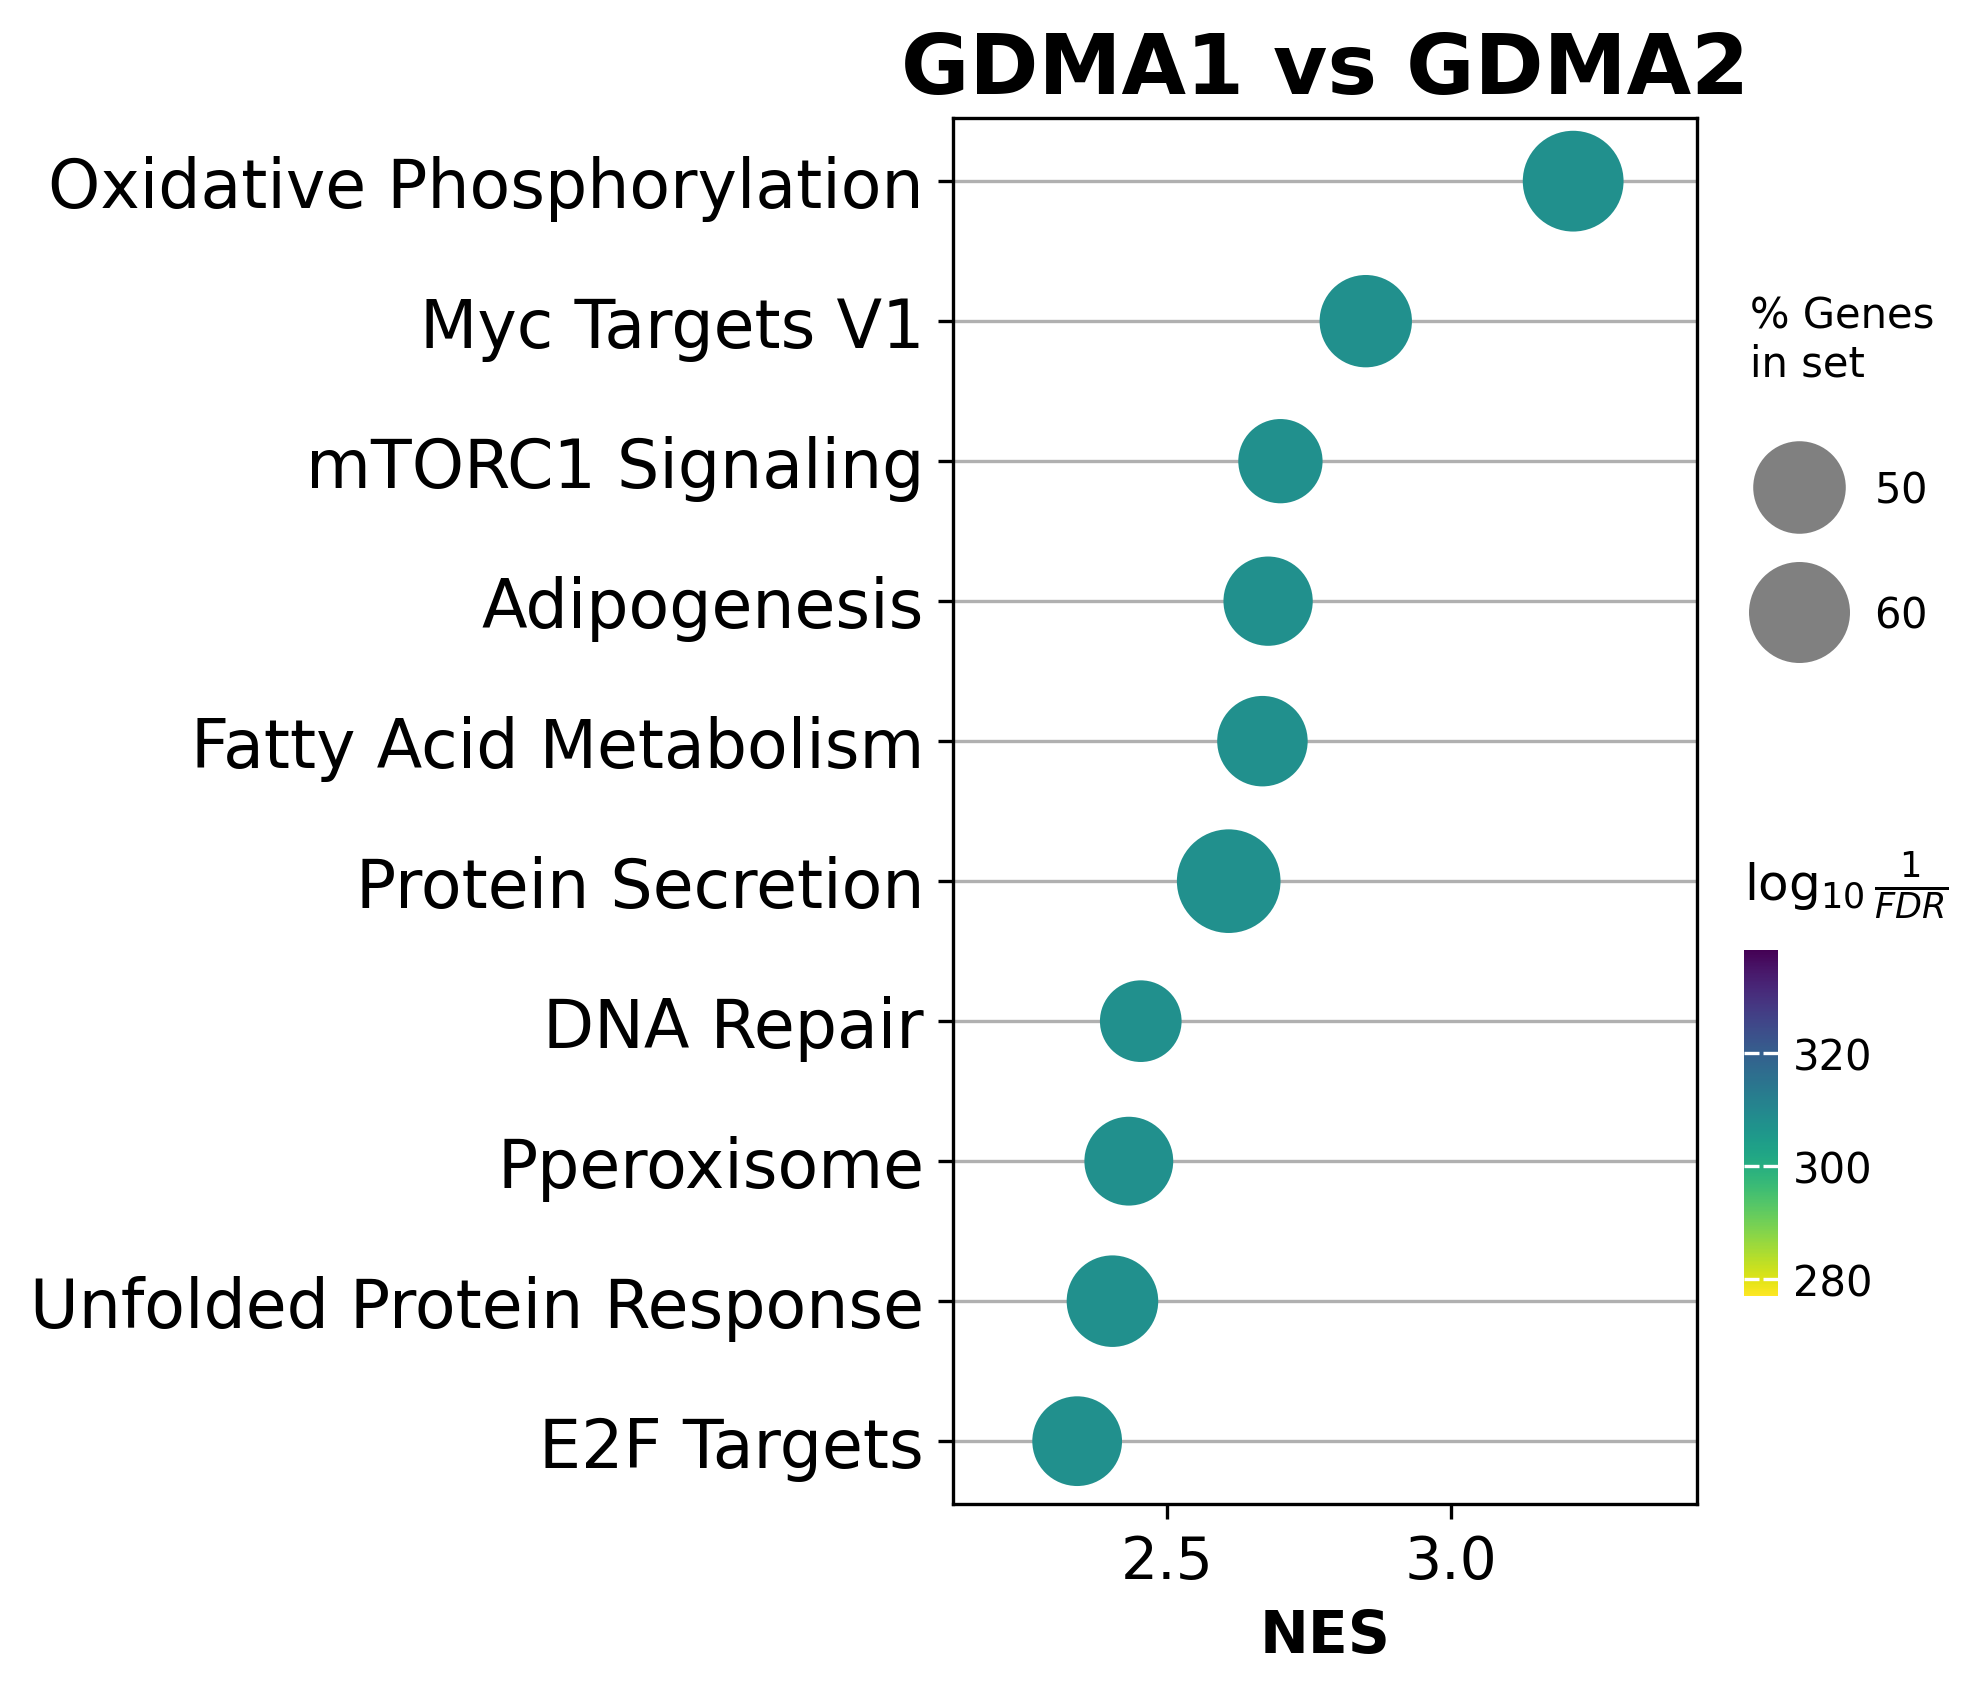 GDMA1 vs GDMA2
Oxidative Phosphorylation
Myc Targets V1
mTORC1 Signaling
Adipogenesis
Fatty Acid Metabolism
Protein Secretion
DNA Repair
Pperoxisome
Unfolded Protein Response
E2F Targets
2.5 3.0
NES
% Genes
in set
50
60
log₁₀ 1/FDR
320
300
280